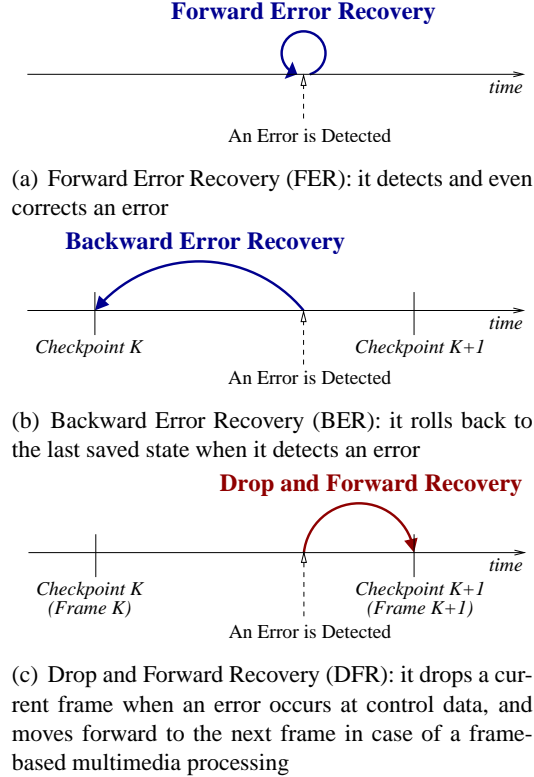 Forward Error Recovery
time
An Error is Detected
(a) Forward Error Recovery (FER): it detects and even
corrects an error
Backward Error Recovery
time
Checkpoint K
Checkpoint K+1
An Error is Detected
(b) Backward Error Recovery (BER): it rolls back to
the last saved state when it detects an error
Drop and Forward Recovery
time
Checkpoint K
(Frame K)
Checkpoint K+1
(Frame K+1)
An Error is Detected
(c) Drop and Forward Recovery (DFR): it drops a cur-
rent frame when an error occurs at control data, and
moves forward to the next frame in case of a frame-
based multimedia processing